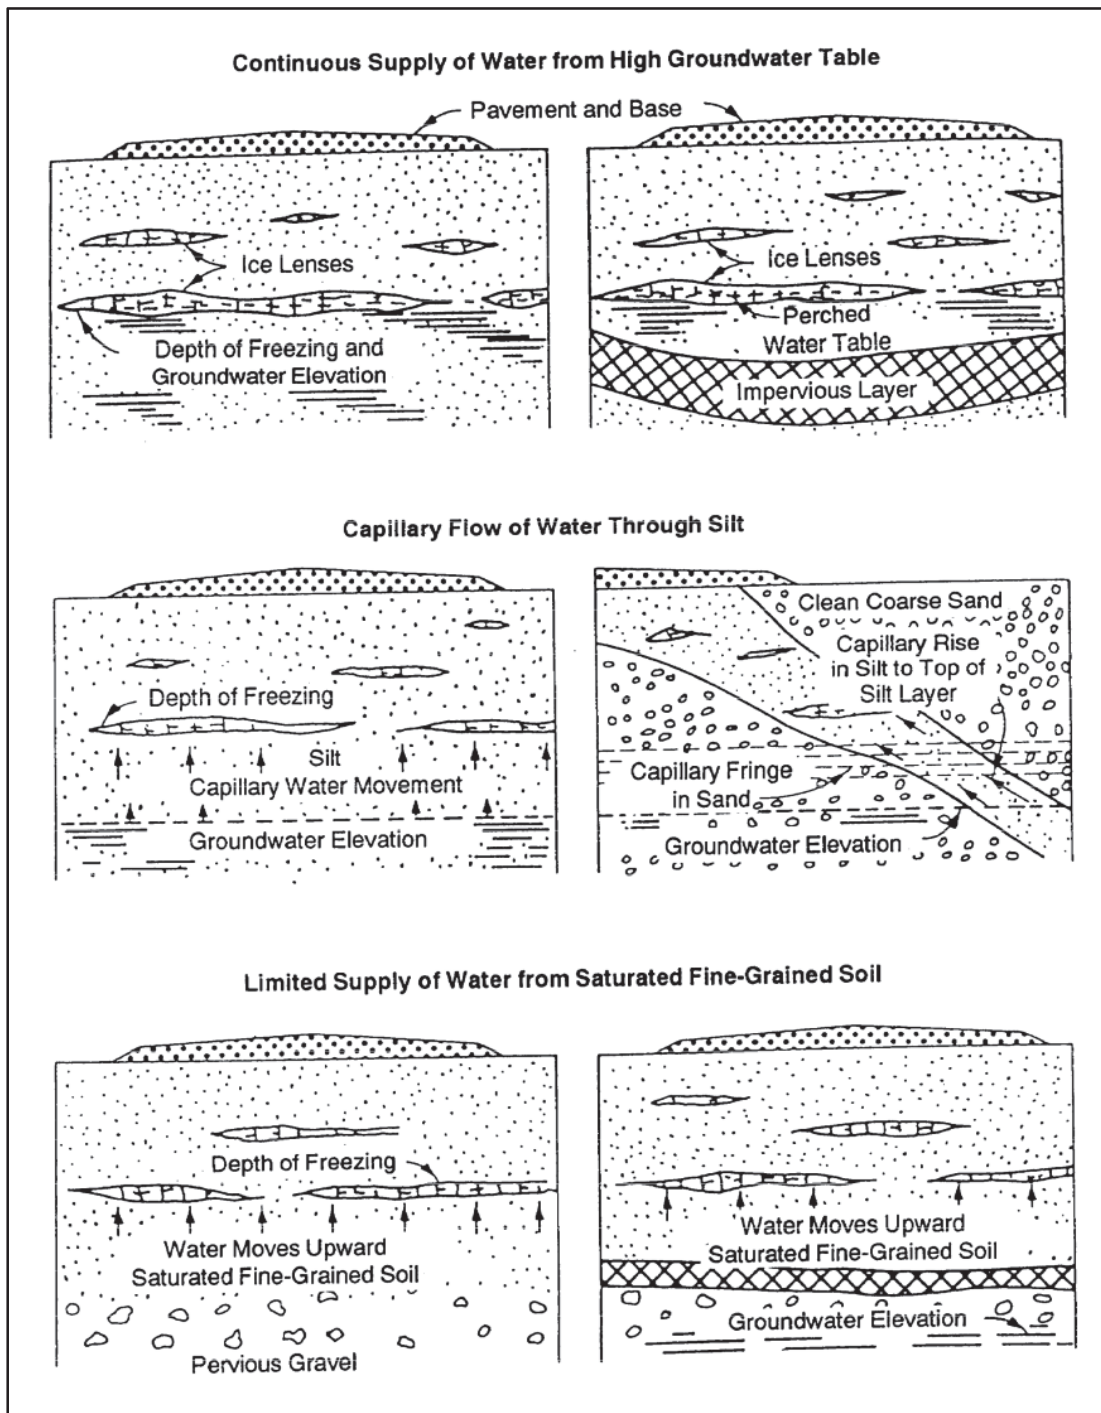 Continuous Supply of Water from High Groundwater Table
Pavement and Base
Ice Lenses
Depth of Freezing and
Groundwater Elevation
Ice Lenses
Perched
Water Table
Impervious Layer
Capillary Flow of Water Through Silt
Depth of Freezing
Silt
Capillary Water Movement
Groundwater Elevation
Clean Coarse Sand
Capillary Rise
in Silt to Top of
Silt Layer
Capillary Fringe
in Sand
Groundwater Elevation
Limited Supply of Water from Saturated Fine-Grained Soil
Depth of Freezing
Water Moves Upward
Saturated Fine-Grained Soil
Pervious Gravel
Water Moves Upward
Saturated Fine-Grained Soil
Groundwater Elevation